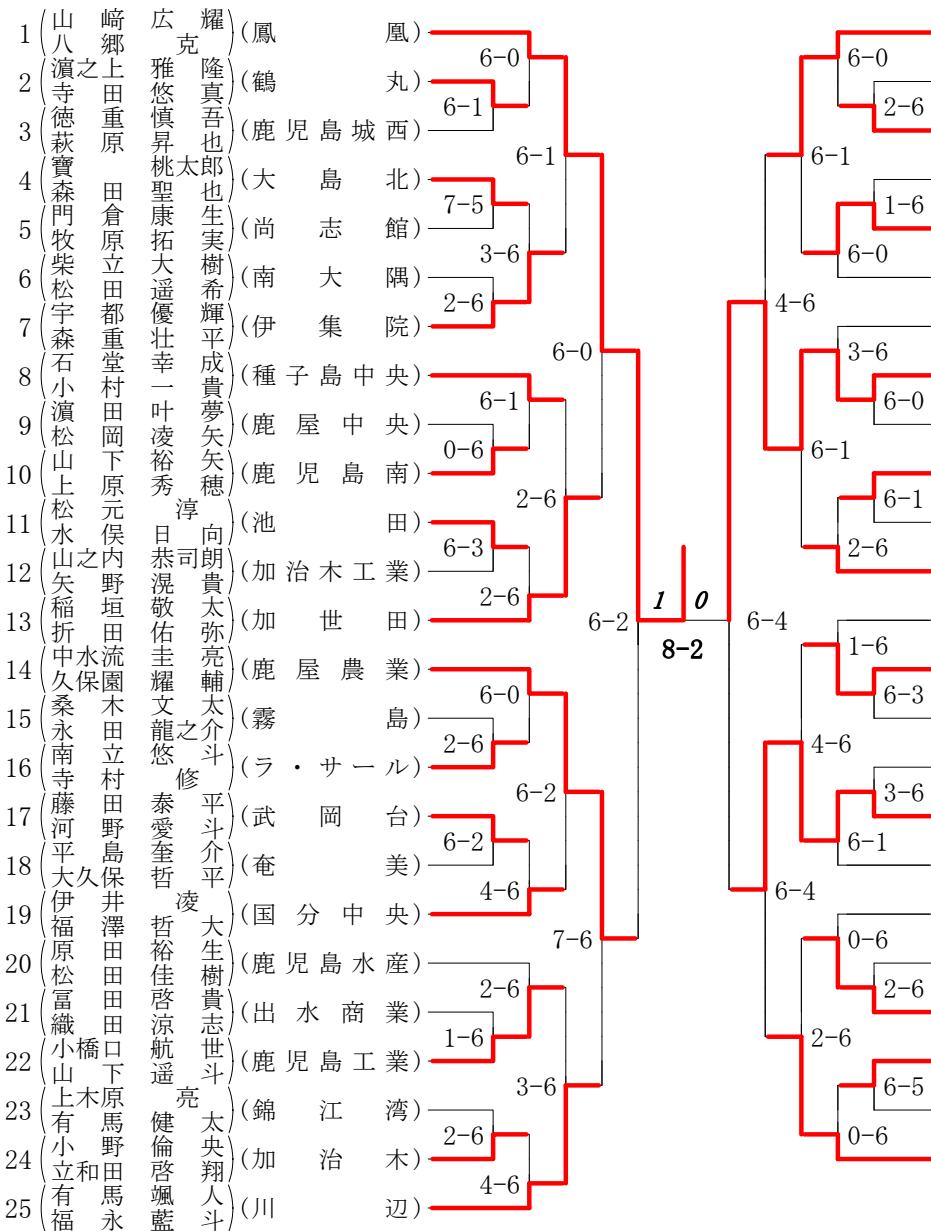 1 (山﨑広耀 八郷克) (鳳凰)
2 (濵之上雅隆 寺田悠真) (鶴丸)
3 (徳重慎吾 萩原昇也) (鹿児島城西)
4 (寶桃太郎 森田聖也) (大島北)
5 (門倉康生 牧原拓実) (尚志館)
6 (柴立大樹 松田遥希) (南大隅)
7 (宇都優輝 森重壮平) (伊集院)
8 (石堂幸成 小村一貴) (種子島中央)
9 (濵田叶夢 松岡凌矢) (鹿屋中央)
10 (山下裕矢 上原秀穂) (鹿児島南)
11 (松元淳 水俣日向) (池田)
12 (山之内恭司朗 矢野滉貴) (加治木工業)
13 (稲垣敬太 折田佑弥) (加世田)
14 (中水流圭亮 久保園耀輔) (鹿屋農業)
15 (桑木文太 永田龍之介) (霧島)
16 (南立悠斗 寺村修) (ラ・サール)
17 (藤田泰平 河野愛斗) (武岡台)
18 (平島奎介 大久保哲平) (奄美)
19 (伊井凌 福澤哲大) (国分中央)
20 (原田裕生 松田佳樹) (鹿児島水産)
21 (冨田啓貴 織田涼志) (出水商業)
22 (小橋口航世 山下遥斗) (鹿児島工業)
23 (上木原亮 有馬健太) (錦江湾)
24 (小野倫央 立和田啓翔) (加治木)
25 (有馬颯人 福永藍斗) (川辺)
6-0
6-1
6-1
7-5
3-6
2-6
6-0
6-1
0-6
2-6
6-3
2-6
6-2
6-0
2-6
6-2
6-2
4-6
7-6
2-6
1-6
3-6
2-6
4-6
1 0
8-2
6-0
2-6
6-1
1-6
6-0
4-6
3-6
6-0
6-1
6-1
2-6
6-4
1-6
6-3
4-6
3-6
6-1
6-4
0-6
2-6
2-6
6-5
0-6